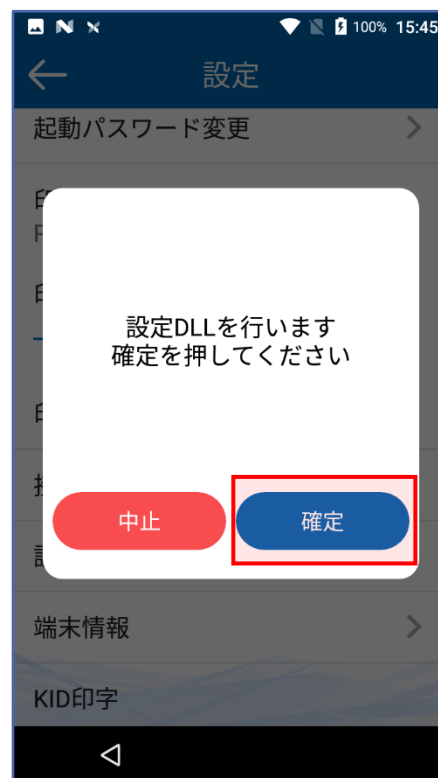 100% 15:45
設定
起動パスワード変更
設定DLLを行います
確定を押してください
中止
確定
端末情報
KID印字